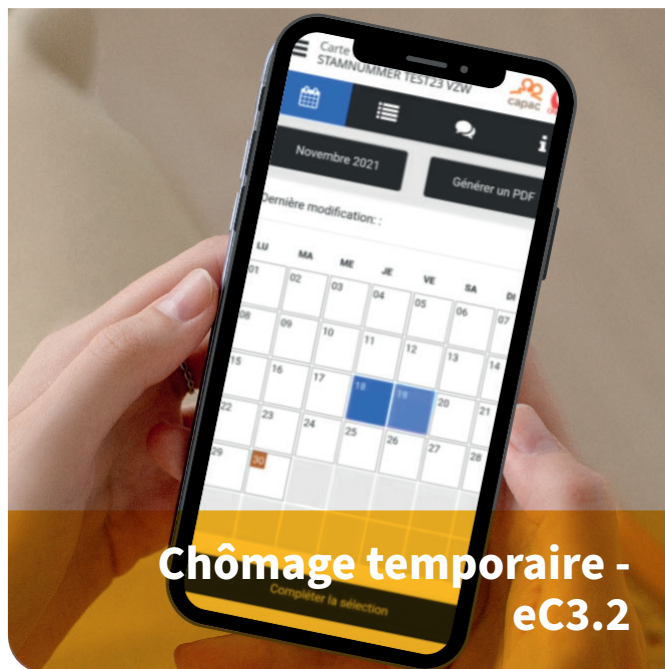 Carte
STAMNUMMER TEST23 VZW
capac
Novembre 2021
Générer un PDF
Dernière modification: :
LU MA ME JE VE SA DI
01 02 03 04 05 06 07
08 09 10 11 12 13 14
15 16 17 18 19 20 21
22 23 24 25 26 27 28
29 30
Compléter la sélection
Chômage temporaire -
eC3.2